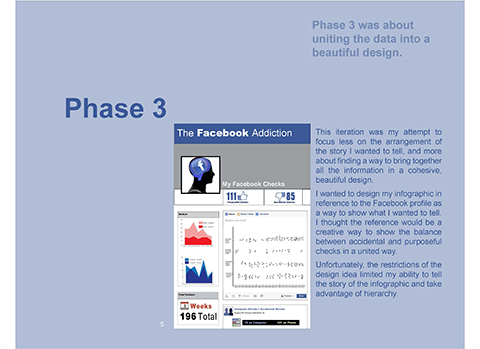 Phase 3 was about
uniting the data into a
beautiful design.
Phase 3
The Facebook Addiction
My Facebook Checks
111
85
Weeks
196 Total
This iteration was my attempt to
focus less on the arrangement of
the story I wanted to tell, and more
about finding a way to bring together
all the information in a cohesive,
beautiful design.
I wanted to design my infographic in
reference to the Facebook profile as
a way to show what I wanted to tell.
I thought the reference would be a
creative way to show the balance
between accidental and purposeful
checks in a united way.
Unfortunately, the restrictions of the
design idea limited my ability to tell
the story of the infographic and take
advantage of hierarchy.
5